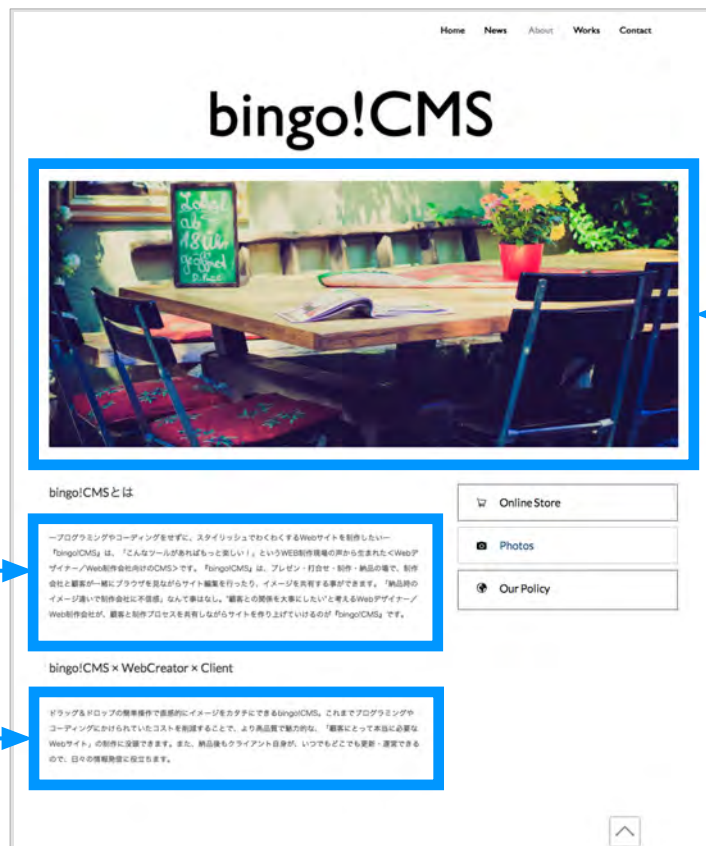 Home News About Works Contact
bingo!CMS
Lokal
ab
18 Uhr
geöffnet
bingo!CMSとは
ープログラミングやコーディングをせずに、スタイリッシュでわくわくするWebサイトを制作したいー
『bingo!CMS』は、「こんなツールがあればもっと楽しい!」というWEB制作現場の声から生まれた<Webデ
ザイナー/Web制作会社向けのCMS>です。『bingo!CMS』は、プレゼン・打合せ・制作・納品の場で、制作
会社と顧客が一緒にブラウザを見ながらサイト編集を行ったり、イメージを共有する事ができます。「納品時の
イメージ違いで制作会社に不信感」なんて事はなし。"顧客との関係を大事にしたい"と考えるWebデザイナー/
Web制作会社が、顧客と制作プロセスを共有しながらサイトを作り上げていけるのが『bingo!CMS』です。
bingo!CMS × WebCreator × Client
ドラッグ&ドロップの簡単操作で直感的にイメージをカタチにできるbingo!CMS。これまでプログラミングや
コーディングにかけられていたコストを削減することで、より高品質で魅力的な、「顧客にとって本当に必要な
Webサイト」の制作に没頭できます。また、納品後もクライアント自身が、いつでもどこでも更新・運営できる
ので、日々の情報発信に役立ちます。
Online Store
Photos
Our Policy